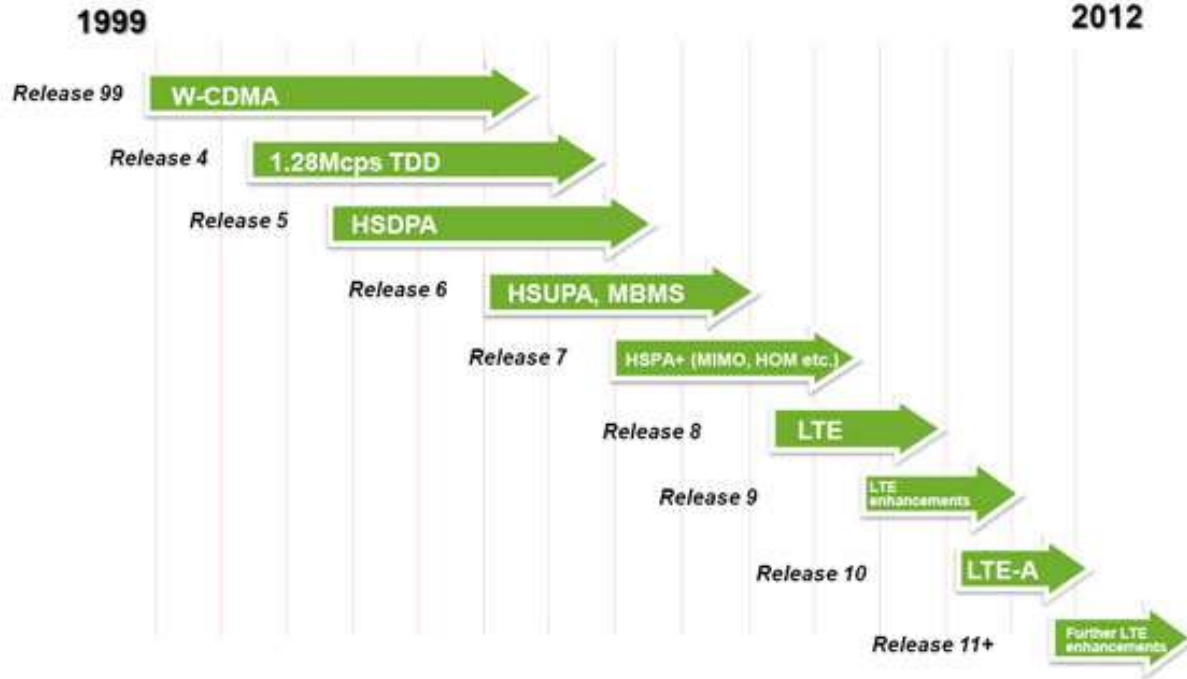 1999
2012
Release 99
W-CDMA
Release 4
1.28Mcps TDD
Release 5
HSDPA
Release 6
HSUPA, MBMS
Release 7
HSPA+ (MIMO, HOM etc.)
Release 8
LTE
Release 9
LTE
enhancements
Release 10
LTE-A
Release 11+
Further LTE
enhancements